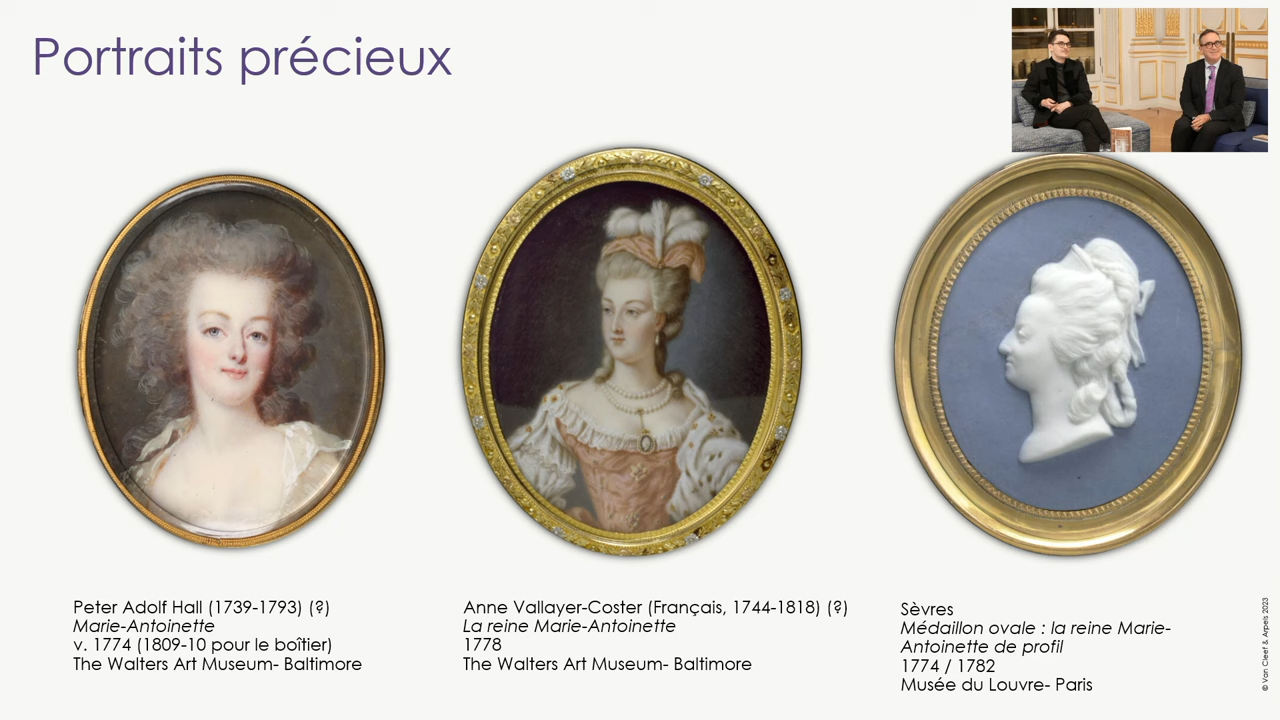 Portraits précieux
Peter Adolf Hall (1739-1793) (?)
Marie-Antoinette
v. 1774 (1809-10 pour le boîtier)
The Walters Art Museum- Baltimore
Anne Vallayer-Coster (Français, 1744-1818) (?)
La reine Marie-Antoinette
1778
The Walters Art Museum- Baltimore
Sèvres
Médaillon ovale : la reine Marie-
Antoinette de profil
1774 / 1782
Musée du Louvre- Paris
© Van Cleef & Arpels 2023